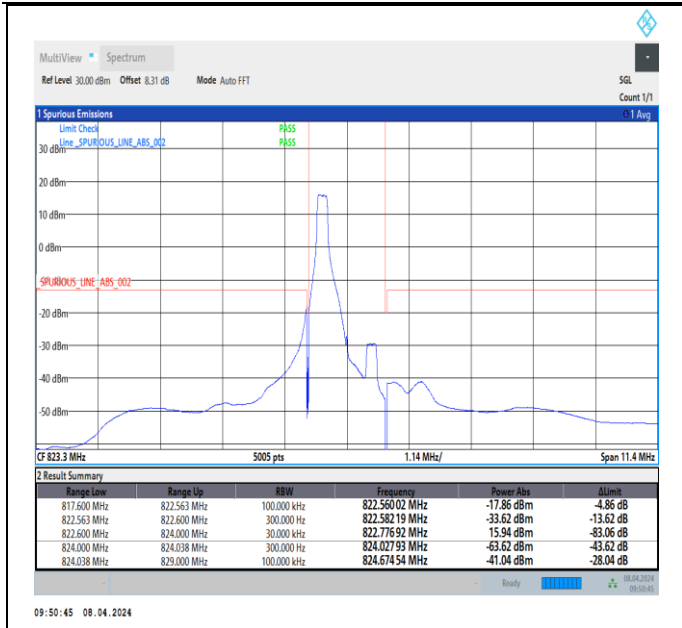 MultiView Spectrum
Ref Level 30.00 dBm Offset 8.31 dB Mode Auto FFT SGL
Count 1/1
1 Spurious Emissions 1 Avg
Limit Check PASS
Line _SPURIOUS_LINE_ABS_002 PASS
30 dBm
20 dBm
10 dBm
0 dBm
_SPURIOUS_LINE_ABS_002
-20 dBm
-30 dBm
-40 dBm
-50 dBm
CF 823.3 MHz 5005 pts 1.14 MHz/ Span 11.4 MHz
2 Result Summary
Range Low Range Up RBW Frequency Power Abs ΔLimit
817.600 MHz 822.563 MHz 100.000 kHz 822.56002 MHz -17.86 dBm -4.86 dB
822.563 MHz 822.600 MHz 300.000 Hz 822.58219 MHz -33.62 dBm -13.62 dB
822.600 MHz 824.000 MHz 30.000 kHz 822.77692 MHz 15.94 dBm -83.06 dB
824.000 MHz 824.038 MHz 300.000 Hz 824.02793 MHz -63.62 dBm -43.62 dB
824.038 MHz 829.000 MHz 100.000 kHz 824.67454 MHz -41.04 dBm -28.04 dB
Ready 08.04.2024
09:50:45
09:50:45 08.04.2024